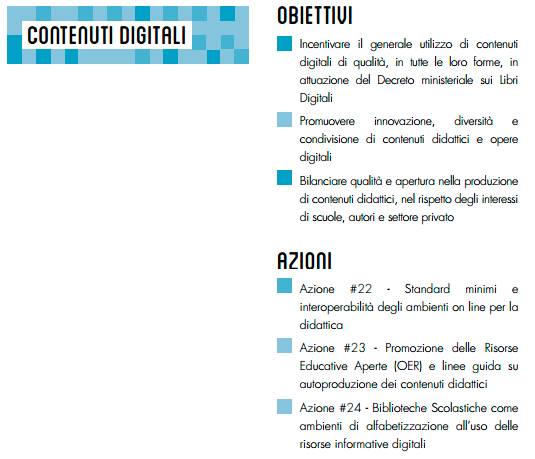 CONTENUTI DIGITALI
OBIETTIVI
Incentivare il generale utilizzo di contenuti
digitali di qualità, in tutte le loro forme, in
attuazione del Decreto ministeriale sui Libri
Digitali
Promuovere innovazione, diversità e
condivisione di contenuti didattici e opere
digitali
Bilanciare qualità e apertura nella produzione
di contenuti didattici, nel rispetto degli interessi
di scuole, autori e settore privato
AZIONI
Azione #22 - Standard minimi e
interoperabilità degli ambienti on line per la
didattica
Azione #23 - Promozione delle Risorse
Educative Aperte (OER) e linee guida su
autoproduzione dei contenuti didattici
Azione #24 - Biblioteche Scolastiche come
ambienti di alfabetizzazione all'uso delle
risorse informative digitali